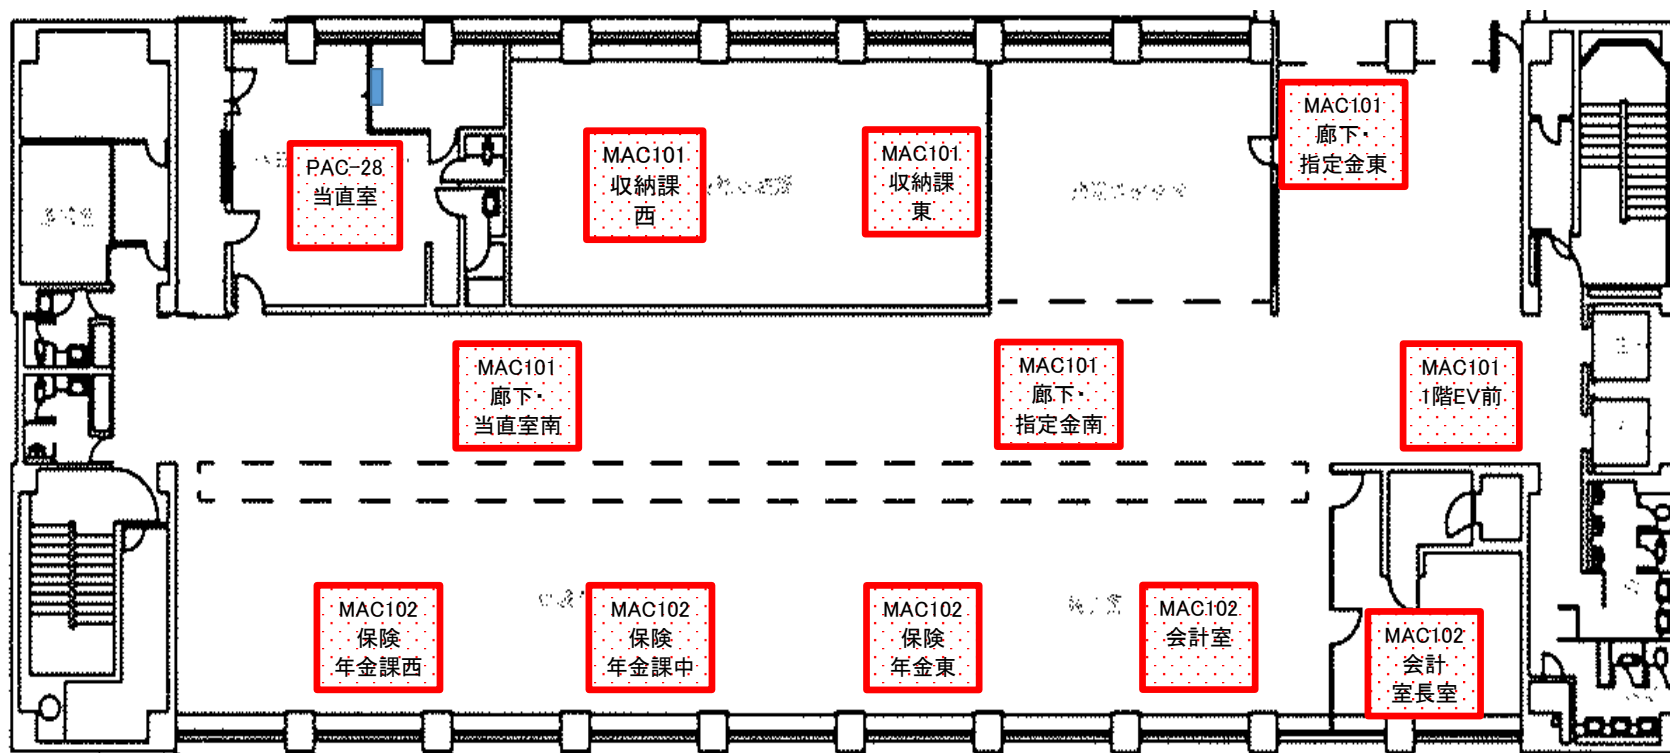 MAC101
廊下・
指定金東
PAC-28
当直室
MAC101
収納課
西
MAC101
収納課
東
MAC101
廊下・
当直室南
MAC101
廊下・
指定金南
MAC101
1階EV前
MAC102
保険
年金課西
MAC102
保険
年金課中
MAC102
保険
年金東
MAC102
会計室
MAC102
会計
室長室